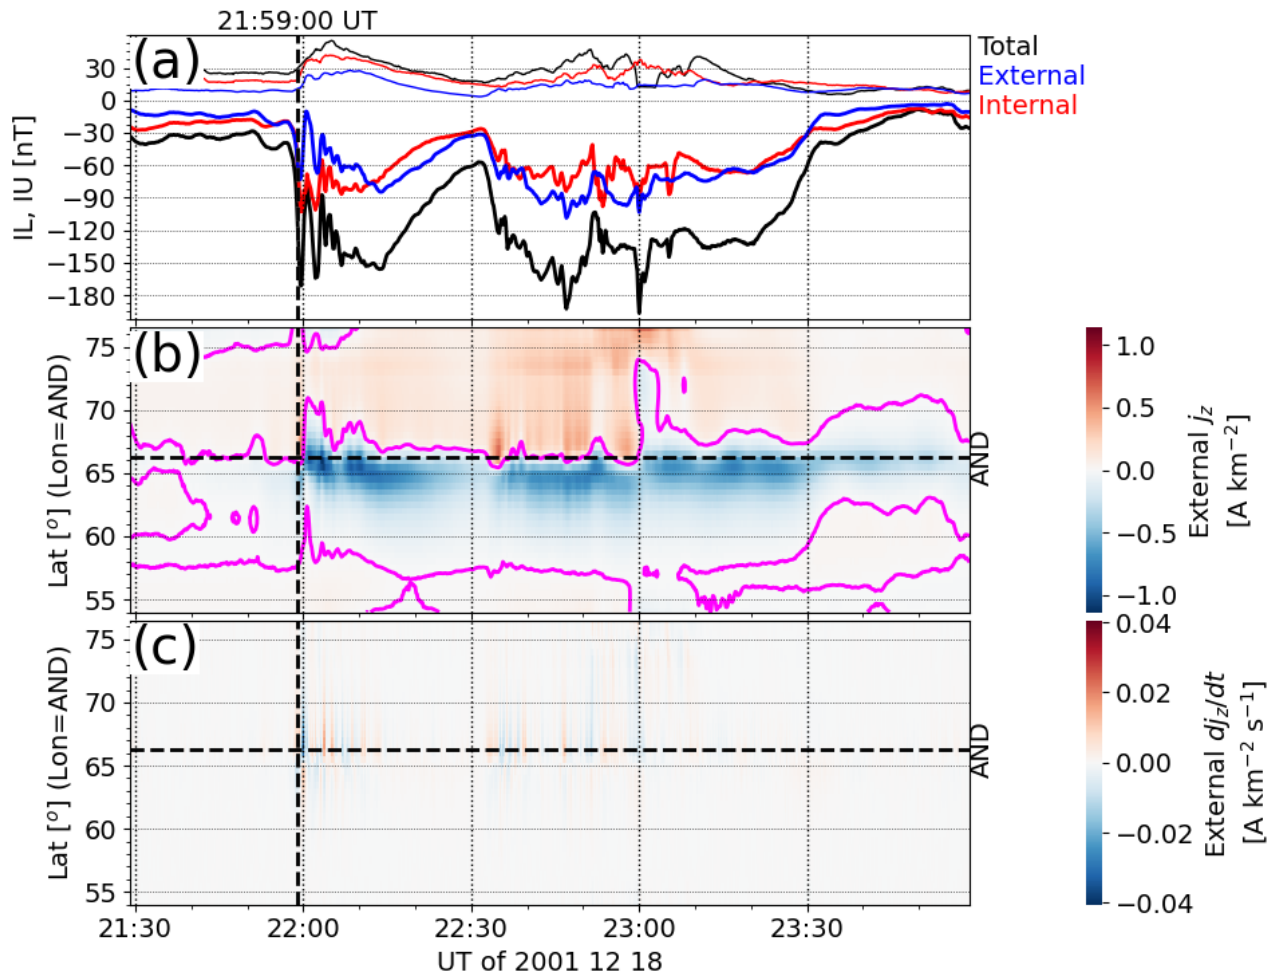 21:59:00 UT
(a)
Total
External
Internal
30
0
−30
−60
−90
−120
−150
−180
IL, IU [nT]
(b)
75
70
65
60
55
Lat [°] (Lon=AND)
AND
1.0
0.5
0.0
−0.5
−1.0
External j_z
[A km⁻²]
(c)
75
70
65
60
55
Lat [°] (Lon=AND)
AND
0.04
0.02
0.00
−0.02
−0.04
External dj_z/dt
[A km⁻² s⁻¹]
21:30 22:00 22:30 23:00 23:30
UT of 2001 12 18